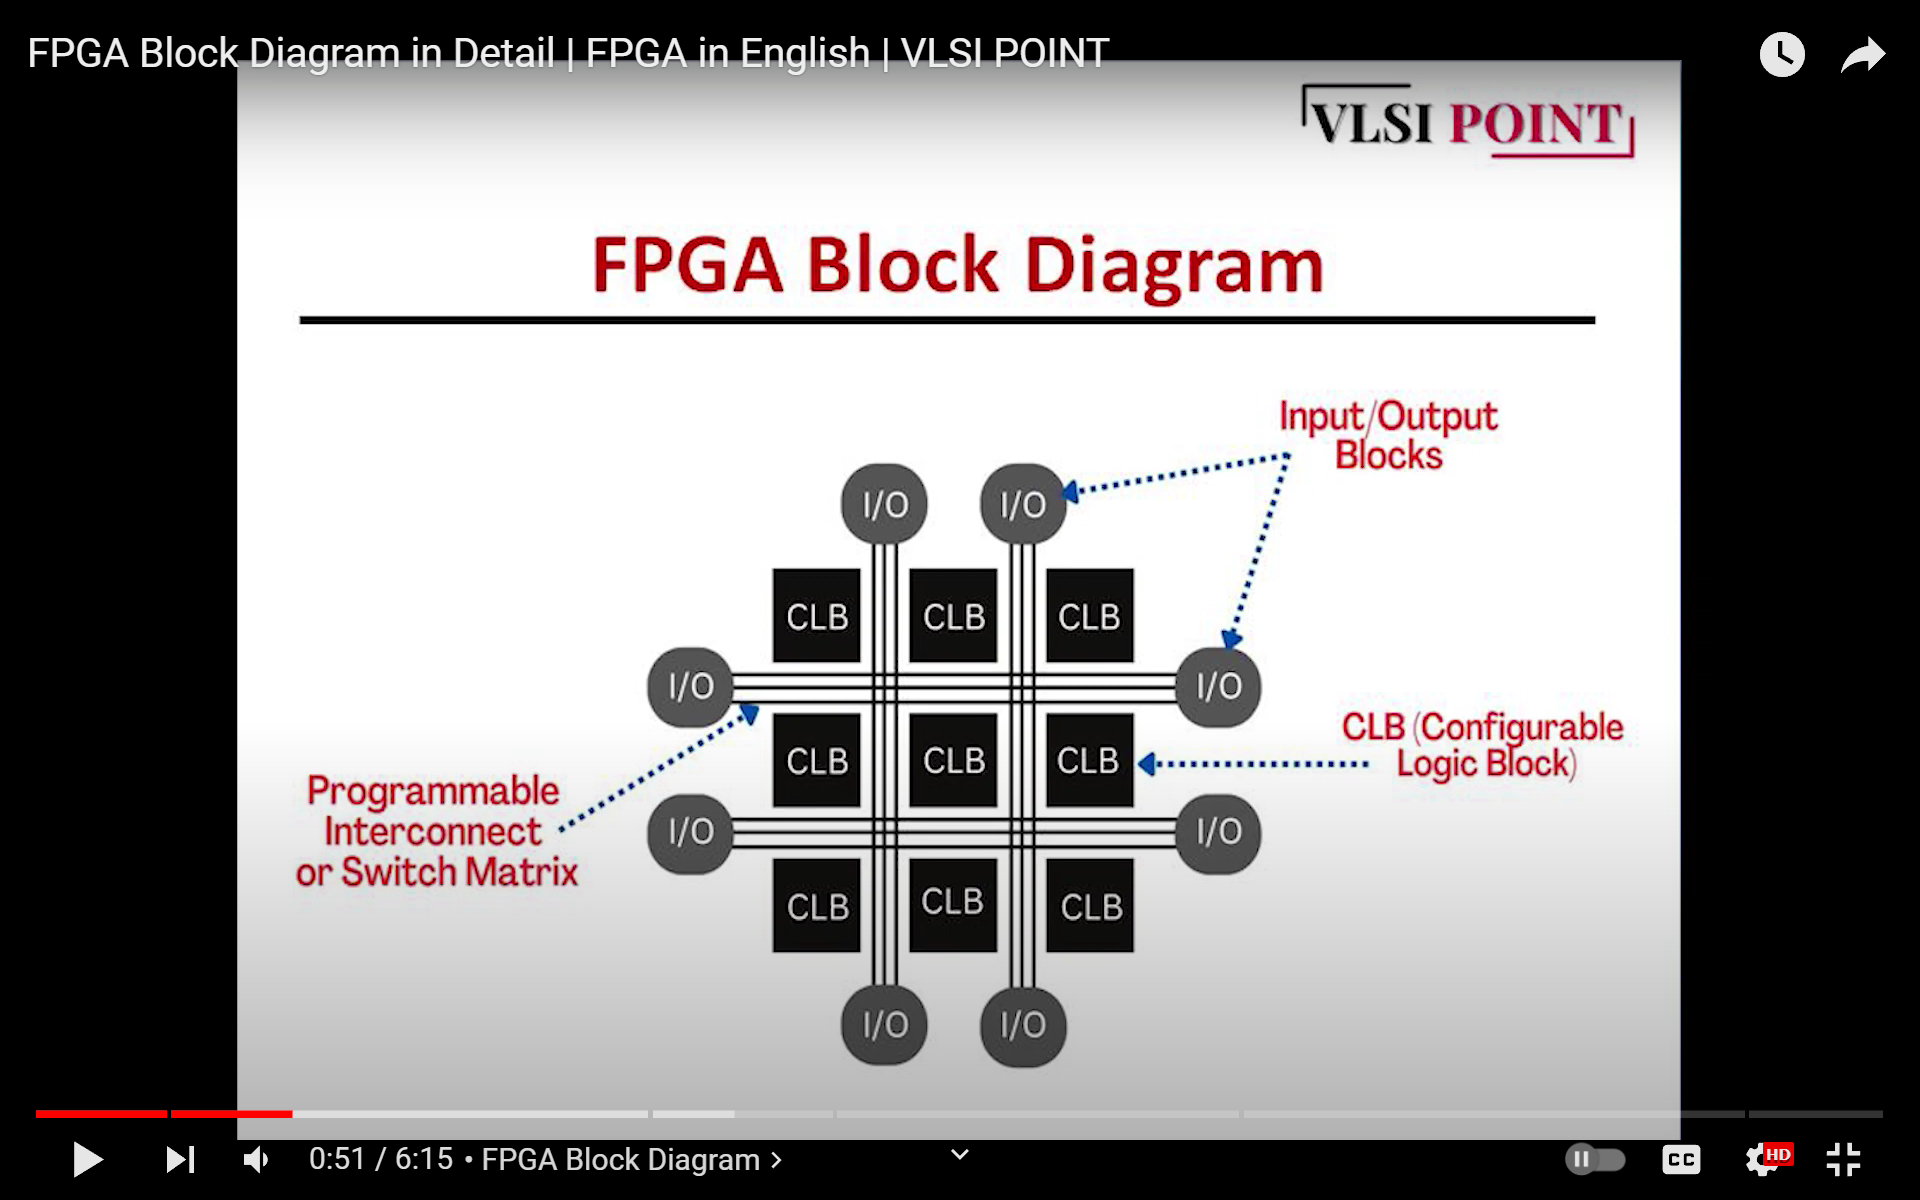 FPGA Block Diagram in Detail | FPGA in English | VLSI POINT
VLSI POINT
FPGA Block Diagram
Input/Output
Blocks
I/O I/O
CLB CLB CLB
I/O I/O
CLB (Configurable
Logic Block)
CLB CLB CLB
Programmable
Interconnect
or Switch Matrix
I/O I/O
CLB CLB CLB
I/O I/O
0:51 / 6:15 • FPGA Block Diagram >
CC
HD